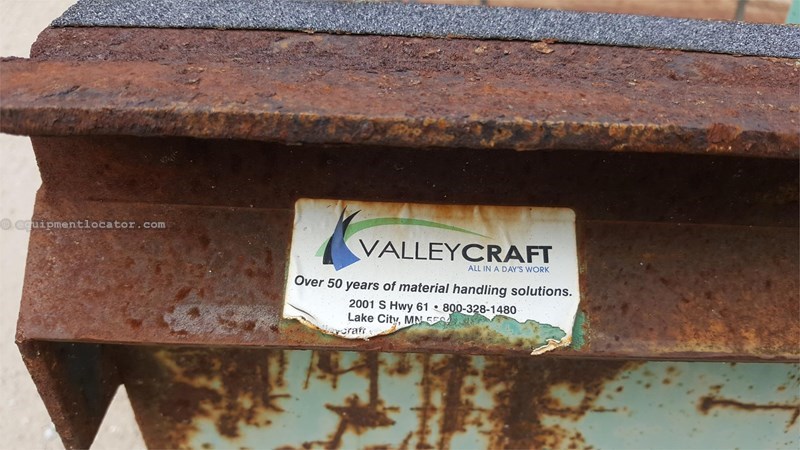 © equipmentlocator.com
VALLEYCRAFT
ALL IN A DAY'S WORK
Over 50 years of material handling solutions.
2001 S Hwy 61 • 800-328-1480
Lake City, MN